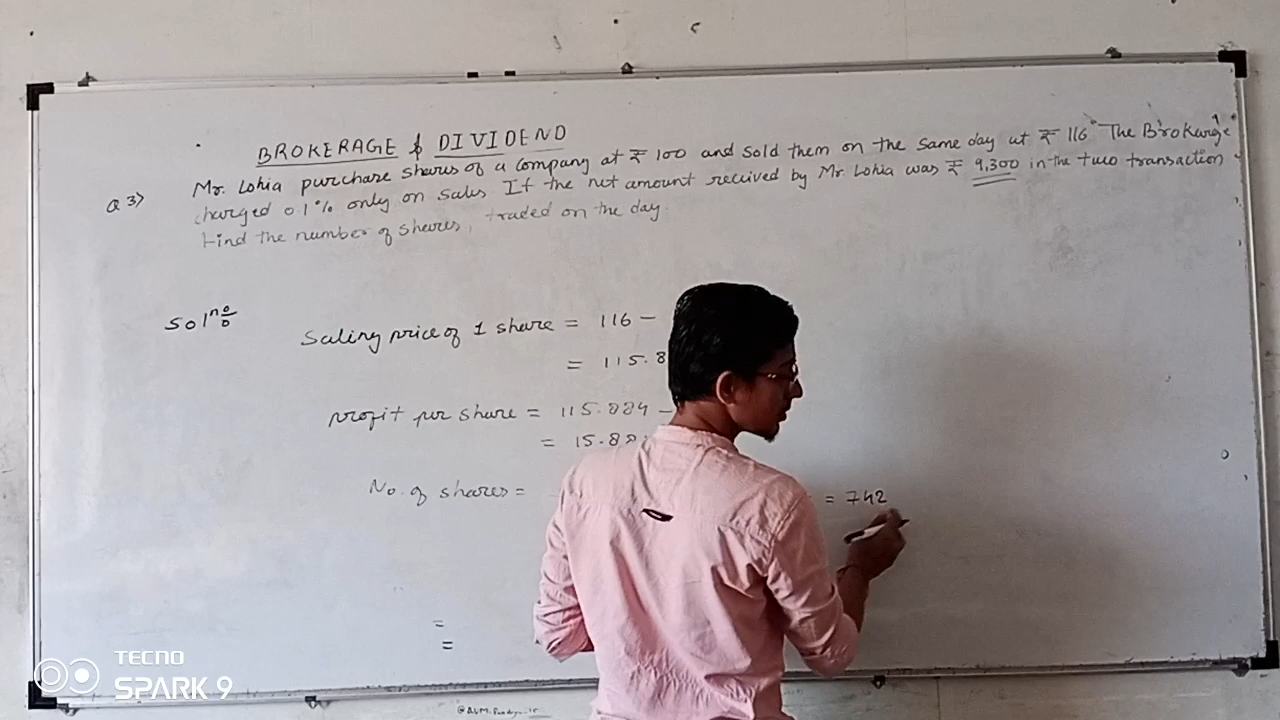 BROKERAGE & DIVIDEND
Q 3) Mr. Lohia purchase shares of a company at ₹ 100 and sold them on the same day at ₹ 116. The Brokerage
charged 0.1% only on sales. If the net amount received by Mr. Lohia was ₹ 9,300 in the two transaction.
Find the number of shares, traded on the day.
Solⁿ
Saling price of 1 share = 116 -
= 115.8
profit per share = 115.884 -
= 15.88
No. of shares = = 742
=
=
TECNO
SPARK 9